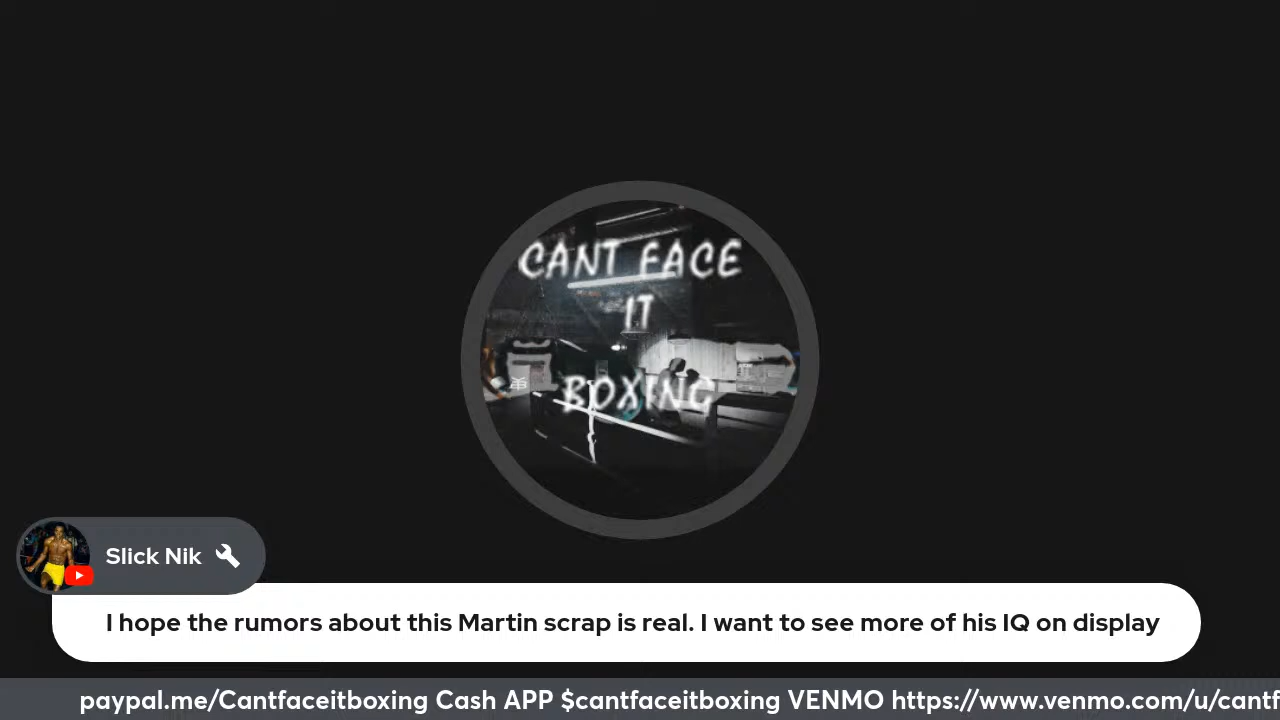 CANT FACE
IT
BOXING
Slick Nik
I hope the rumors about this Martin scrap is real. I want to see more of his IQ on display
paypal.me/Cantfaceitboxing Cash APP $cantfaceitboxing VENMO https://www.venmo.com/u/cantf